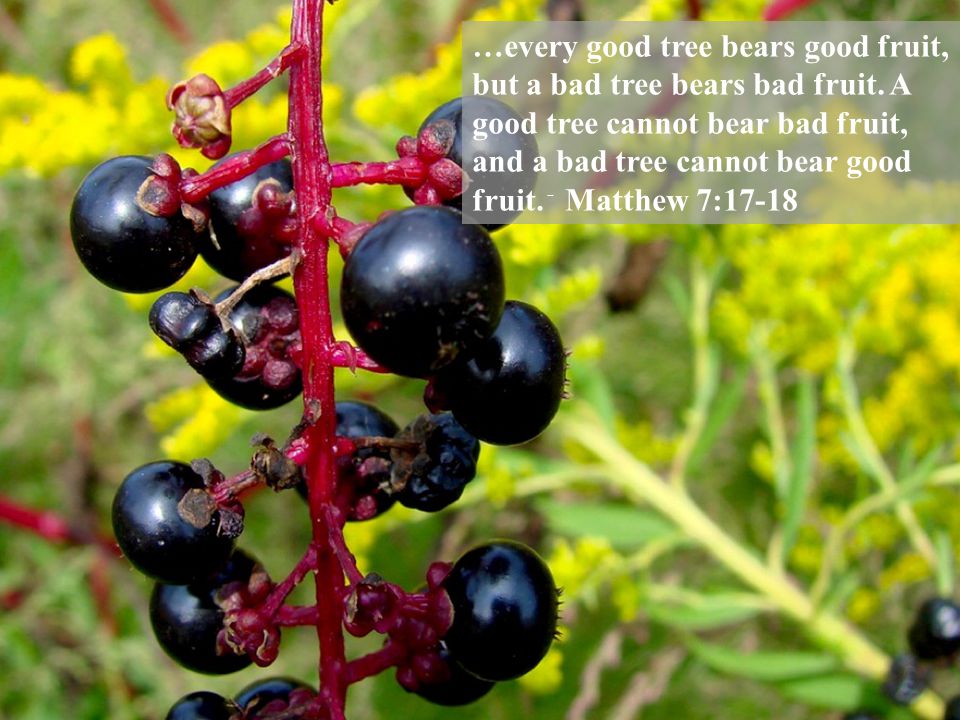 …every good tree bears good fruit,
but a bad tree bears bad fruit. A
good tree cannot bear bad fruit,
and a bad tree cannot bear good
fruit. - Matthew 7:17-18